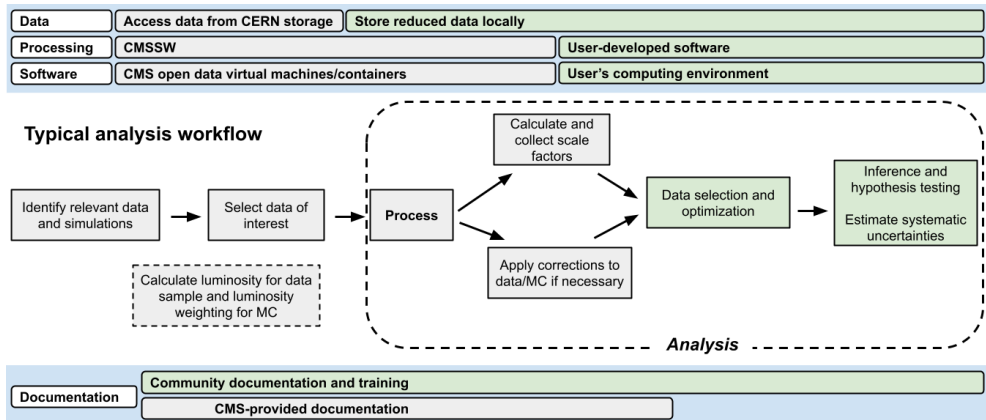 Data
Access data from CERN storage
Store reduced data locally
Processing
CMSSW
User-developed software
Software
CMS open data virtual machines/containers
User's computing environment
Typical analysis workflow
Identify relevant data
and simulations
Select data of
interest
Calculate luminosity for data
sample and luminosity
weighting for MC
Process
Calculate and
collect scale
factors
Apply corrections to
data/MC if necessary
Data selection and
optimization
Inference and
hypothesis testing
Estimate systematic
uncertainties
Analysis
Documentation
Community documentation and training
CMS-provided documentation